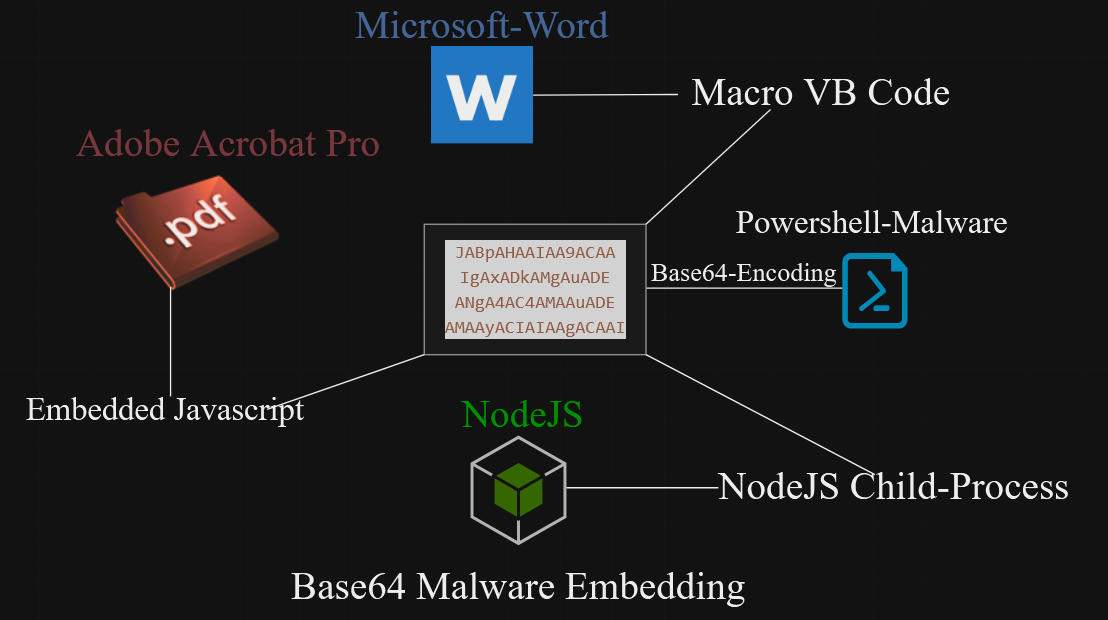 Microsoft-Word
W
Macro VB Code
Adobe Acrobat Pro
.pdf
Powershell-Malware
JABpAHAAIAA9ACAA
IgAxADkAMgAuADE
ANgA4AC4AMAAuADE
AMAAyACIAIAAgACAAI
Base64-Encoding
Embedded Javascript
NodeJS
NodeJS Child-Process
Base64 Malware Embedding